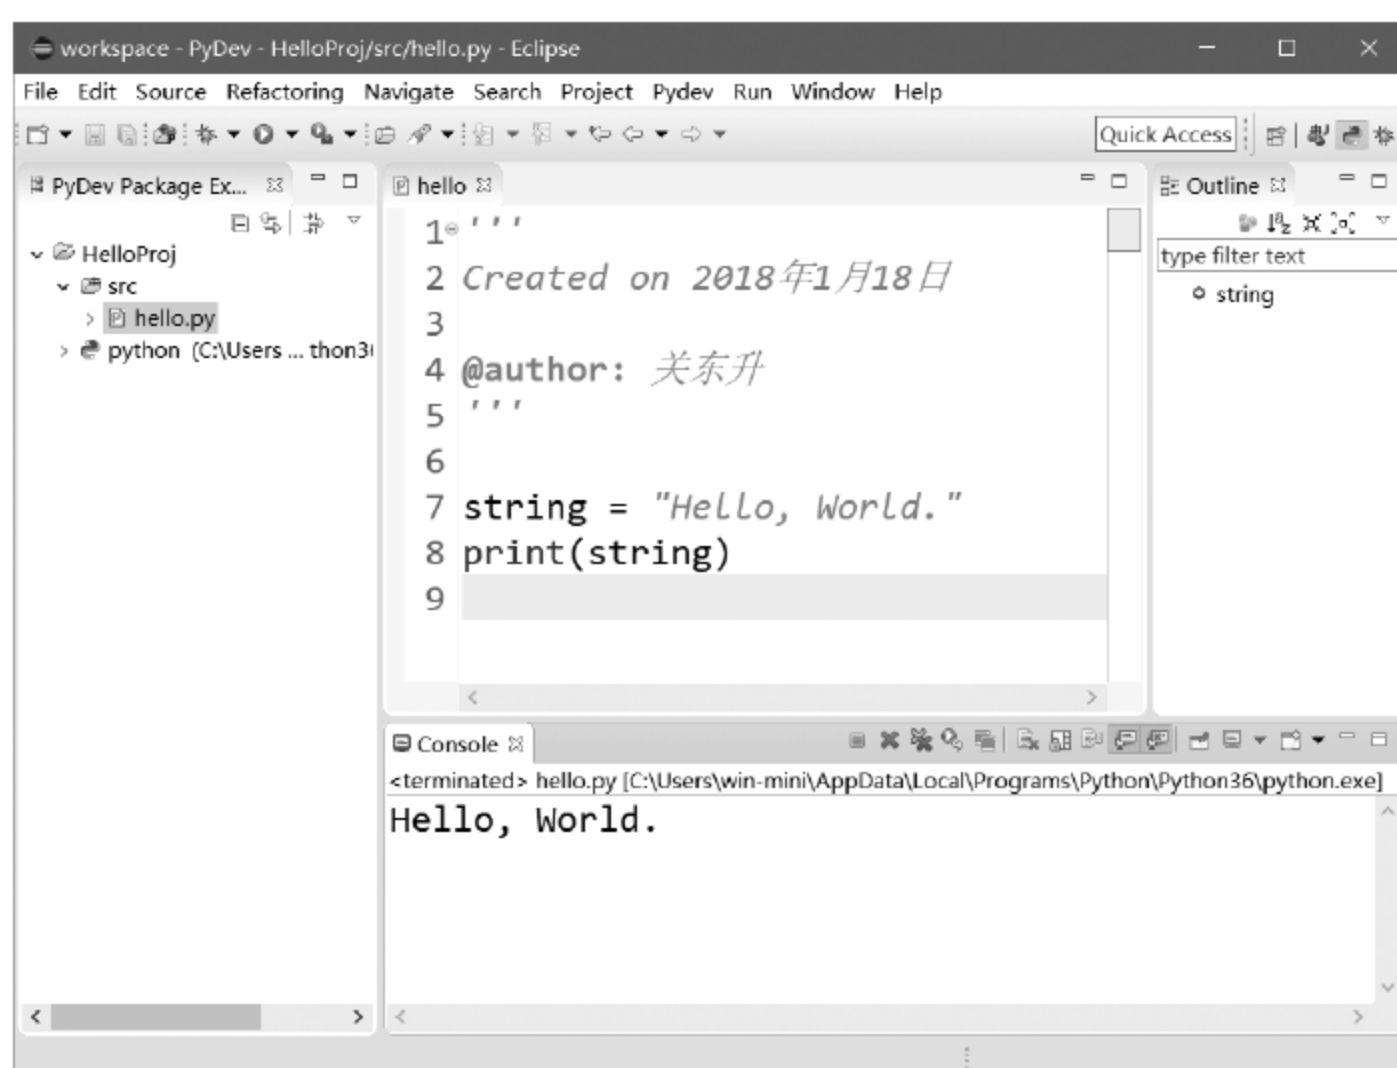 workspace - PyDev - HelloProj/src/hello.py - Eclipse
File Edit Source Refactoring Navigate Search Project Pydev Run Window Help
Quick Access
PyDev Package Ex...
HelloProj
src
hello.py
python (C:\Users ... thon3
hello
1 '''
2 Created on 2018年1月18日
3
4 @author: 关东升
5 '''
6
7 string = "Hello, World."
8 print(string)
9
Outline
type filter text
string
Console
<terminated> hello.py [C:\Users\win-mini\AppData\Local\Programs\Python\Python36\python.exe]
Hello, World.